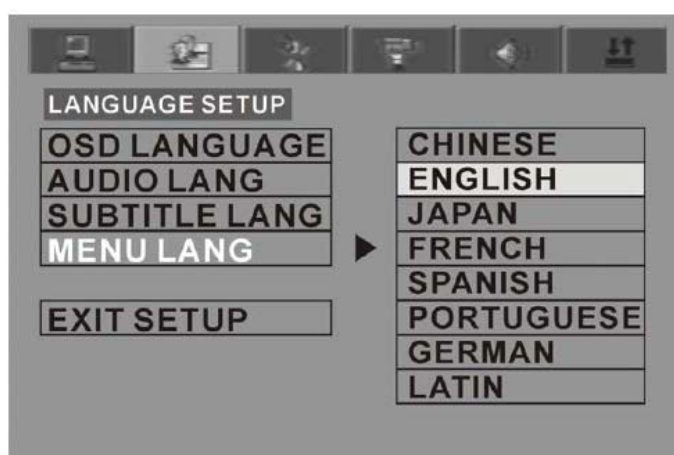 LANGUAGE SETUP
OSD LANGUAGE
AUDIO LANG
SUBTITLE LANG
MENU LANG
EXIT SETUP
CHINESE
ENGLISH
JAPAN
FRENCH
SPANISH
PORTUGUESE
GERMAN
LATIN